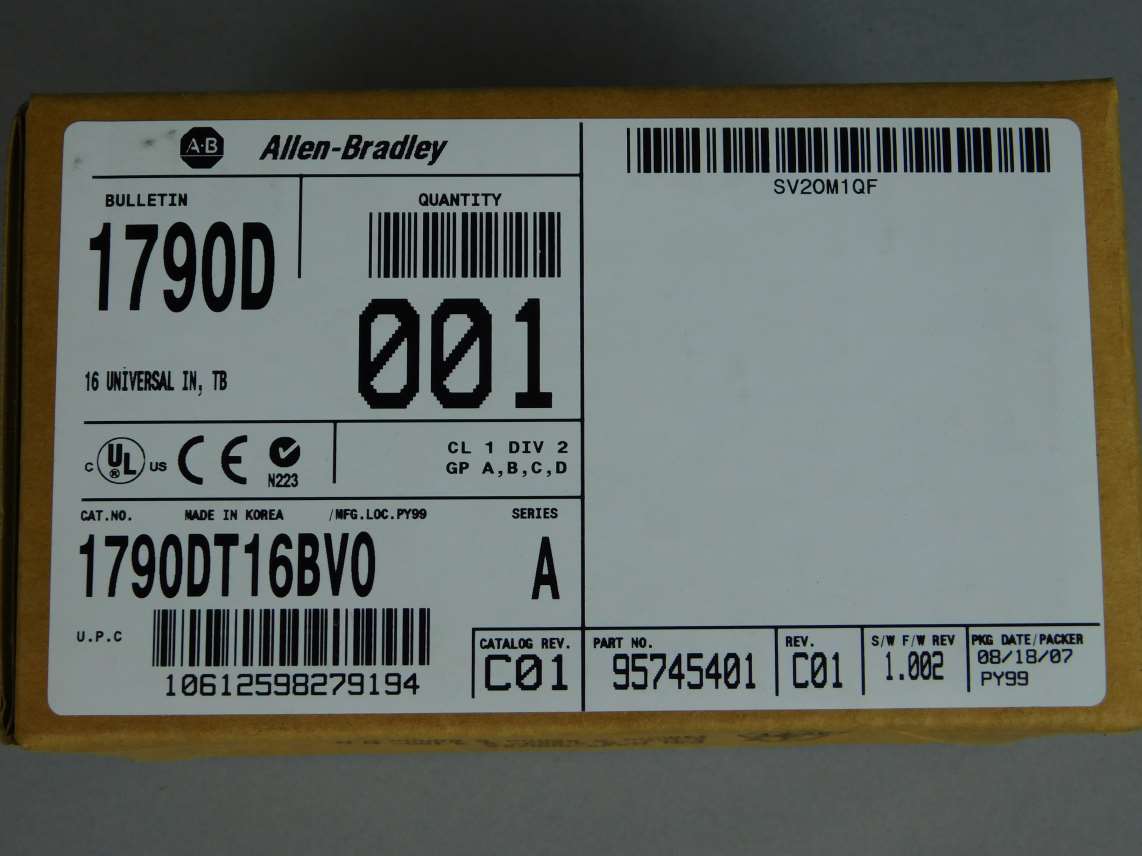 A·B Allen-Bradley
SV2OM1QF
BULLETIN
1790D
QUANTITY
001
16 UNIVERSAL IN, TB
C UL ® US CE N223
CL 1 DIV 2
GP A,B,C,D
CAT.NO. MADE IN KOREA /MFG.LOC.PY99 SERIES
1790DT16BV0 A
U.P.C
10612598279194
CATALOG REV.
C01
PART NO.
95745401
REV.
C01
S/W F/W REV
1.002
PKG DATE/PACKER
08/18/07
PY99